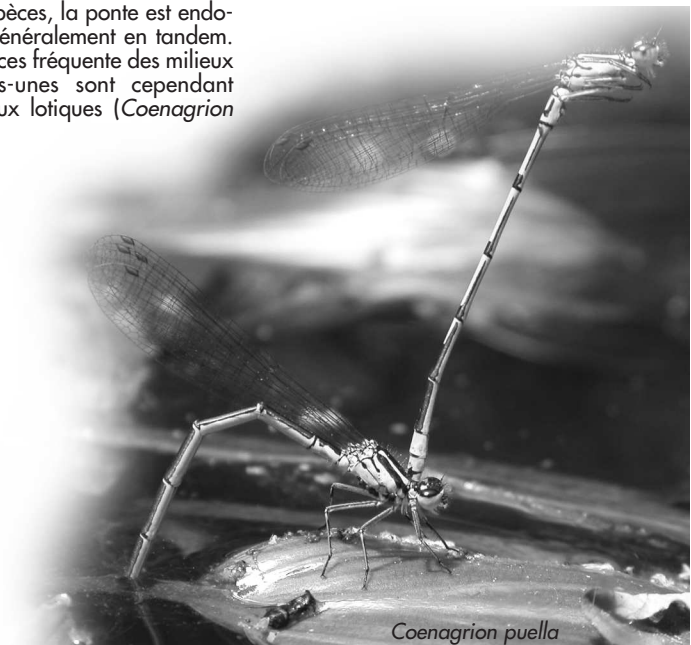 pèces, la ponte est endo-
énéralement en tandem.
ces fréquente des milieux
s-unes sont cependant
ux lotiques (Coenagrion
Coenagrion puella